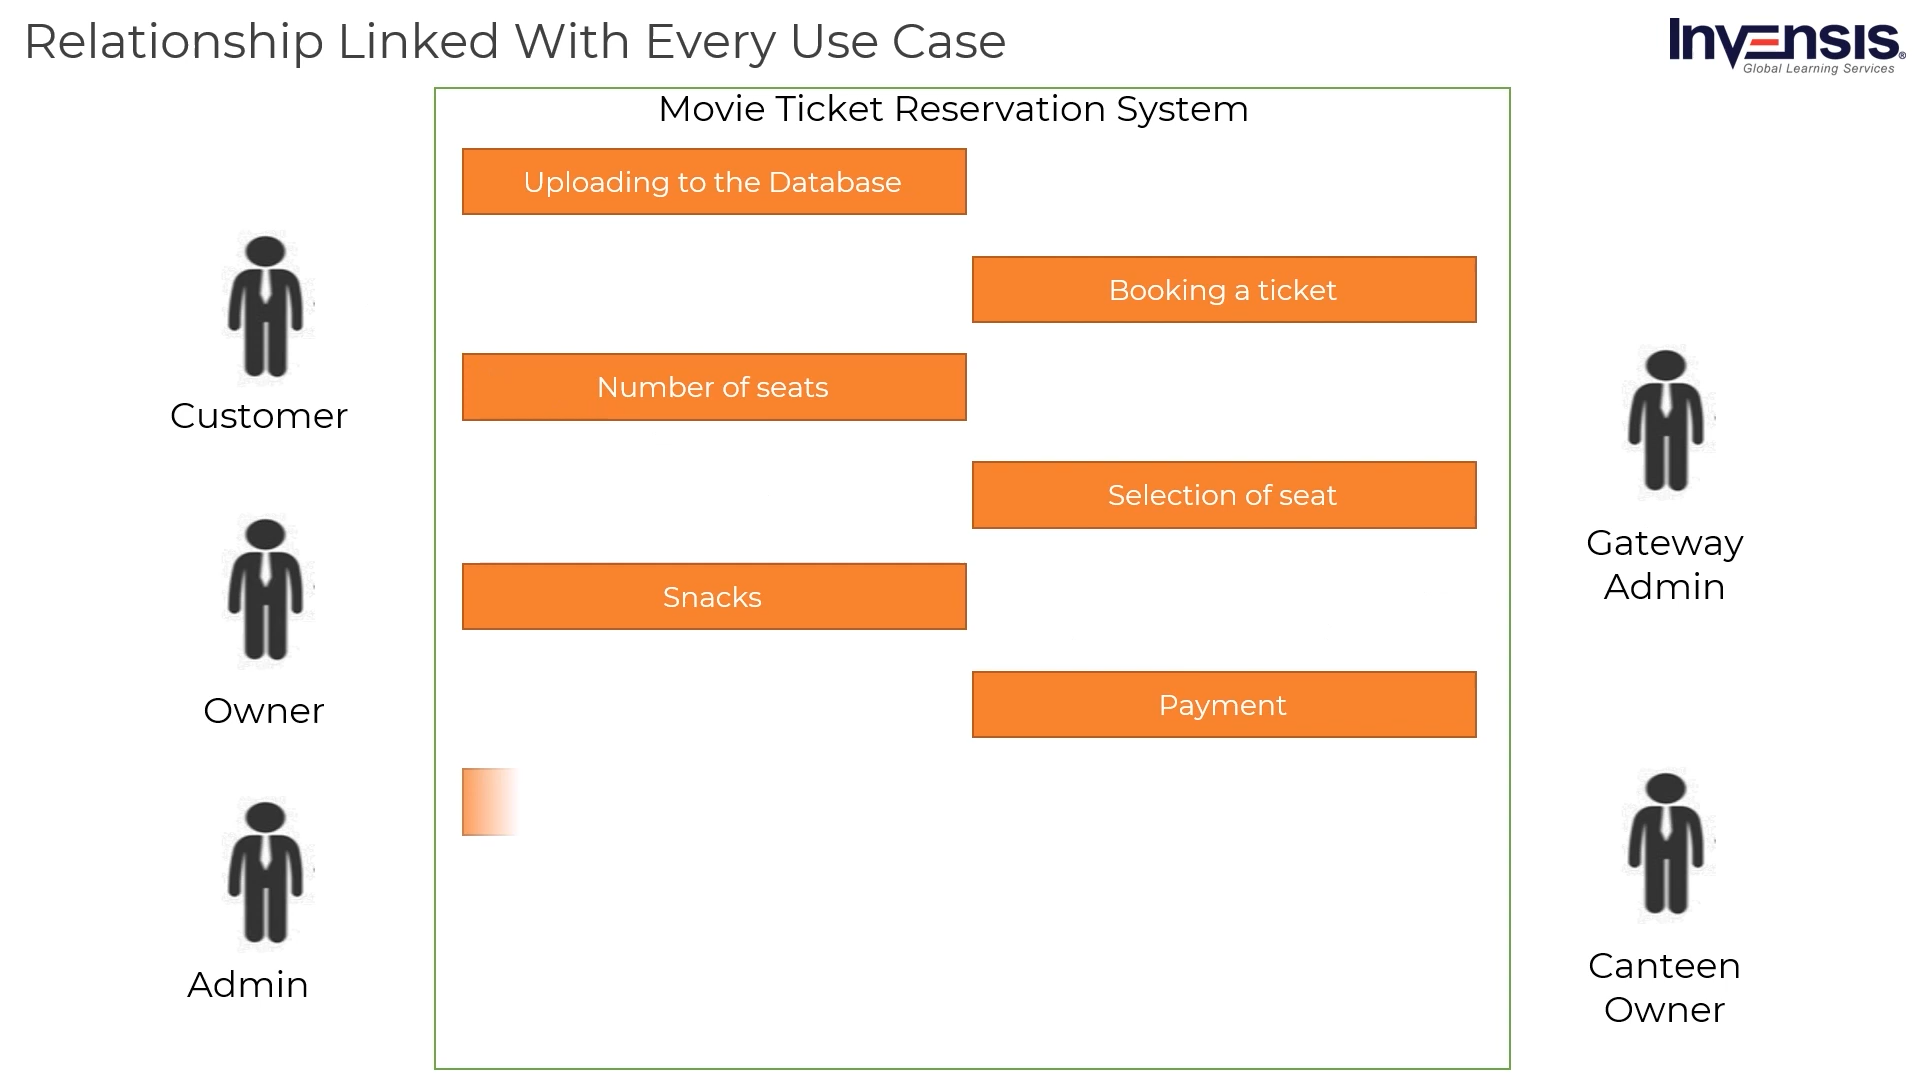 Relationship Linked With Every Use Case
Invensis®
Global Learning Services
Movie Ticket Reservation System
Uploading to the Database
Booking a ticket
Number of seats
Customer
Selection of seat
Gateway
Admin
Snacks
Owner
Payment
Admin
Canteen
Owner